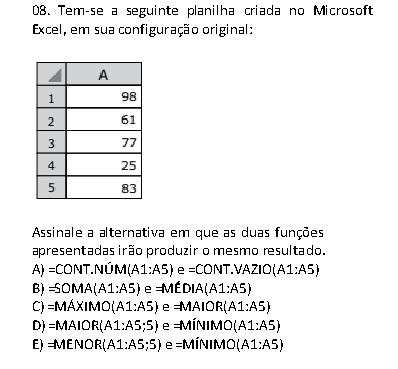 08. Tem-se a seguinte planilha criada no Microsoft
Excel, em sua configuração original:
A
1 98
2 61
3 77
4 25
5 83
Assinale a alternativa em que as duas funções
apresentadas irão produzir o mesmo resultado.
A) =CONT.NÚM(A1:A5) e =CONT.VAZIO(A1:A5)
B) =SOMA(A1:A5) e =MÉDIA(A1:A5)
C) =MÁXIMO(A1:A5) e =MAIOR(A1:A5)
D) =MAIOR(A1:A5;5) e =MÍNIMO(A1:A5)
E) =MENOR(A1:A5;5) e =MÍNIMO(A1:A5)